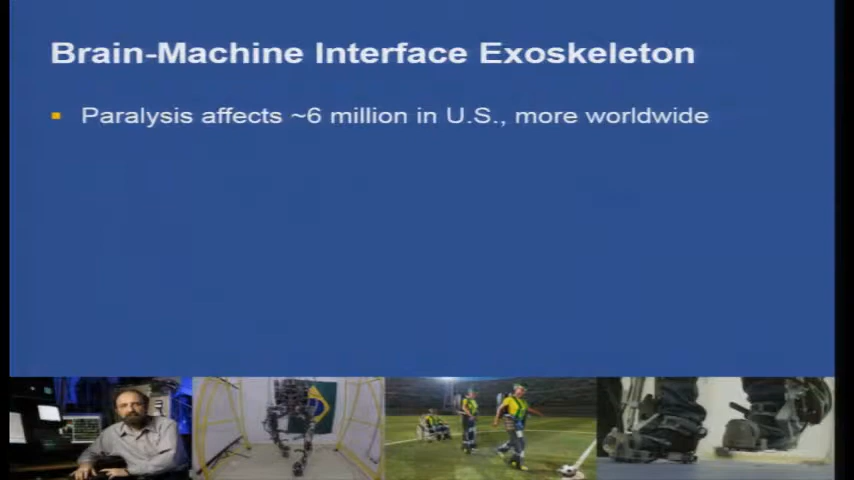 Brain-Machine Interface Exoskeleton
Paralysis affects ~6 million in U.S., more worldwide